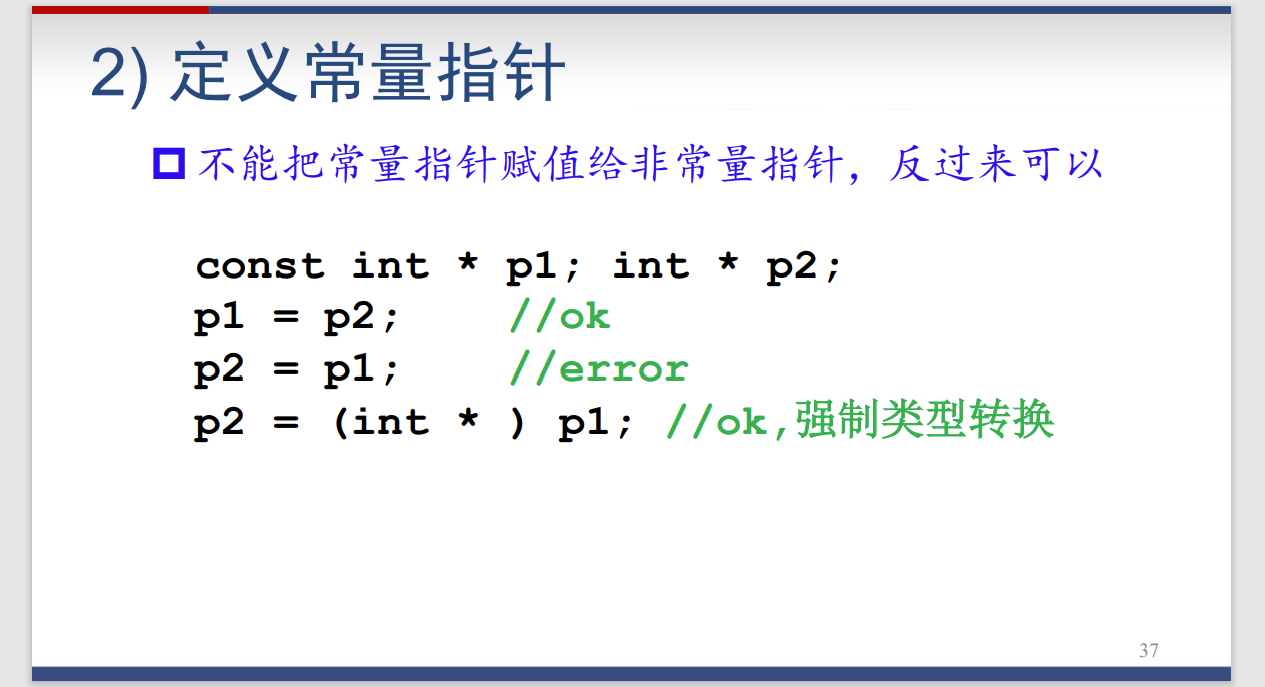 2) 定义常量指针
不能把常量指针赋值给非常量指针，反过来可以
const int * p1; int * p2;
p1 = p2; //ok
p2 = p1; //error
p2 = (int * ) p1; //ok,强制类型转换
37